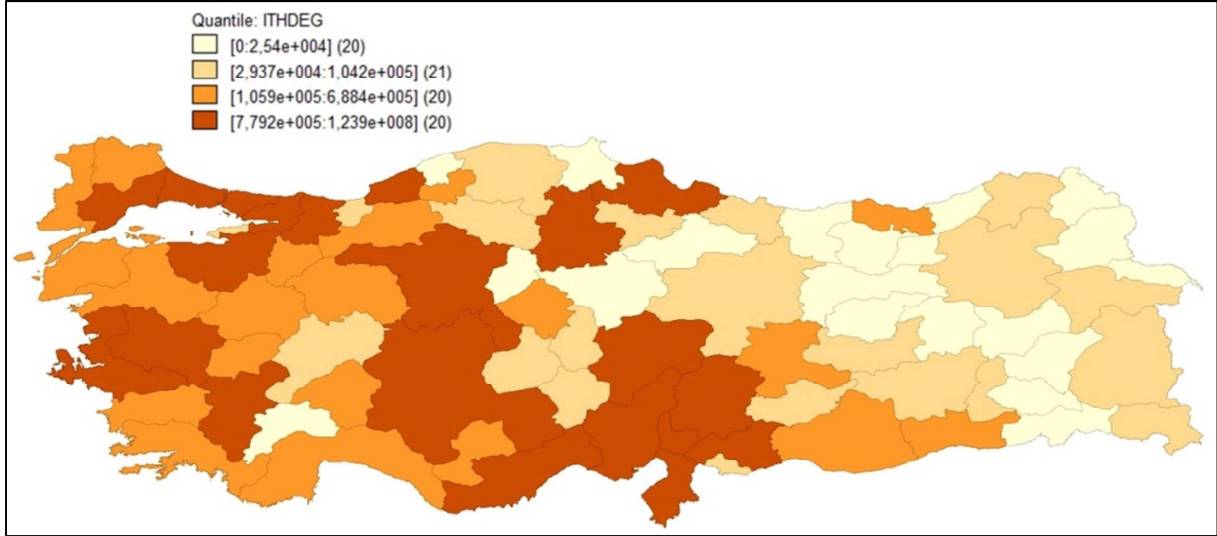 Quantile: ITHDEG
[0:2,54e+004] (20)
[2,937e+004:1,042e+005] (21)
[1,059e+005:6,884e+005] (20)
[7,792e+005:1,239e+008] (20)